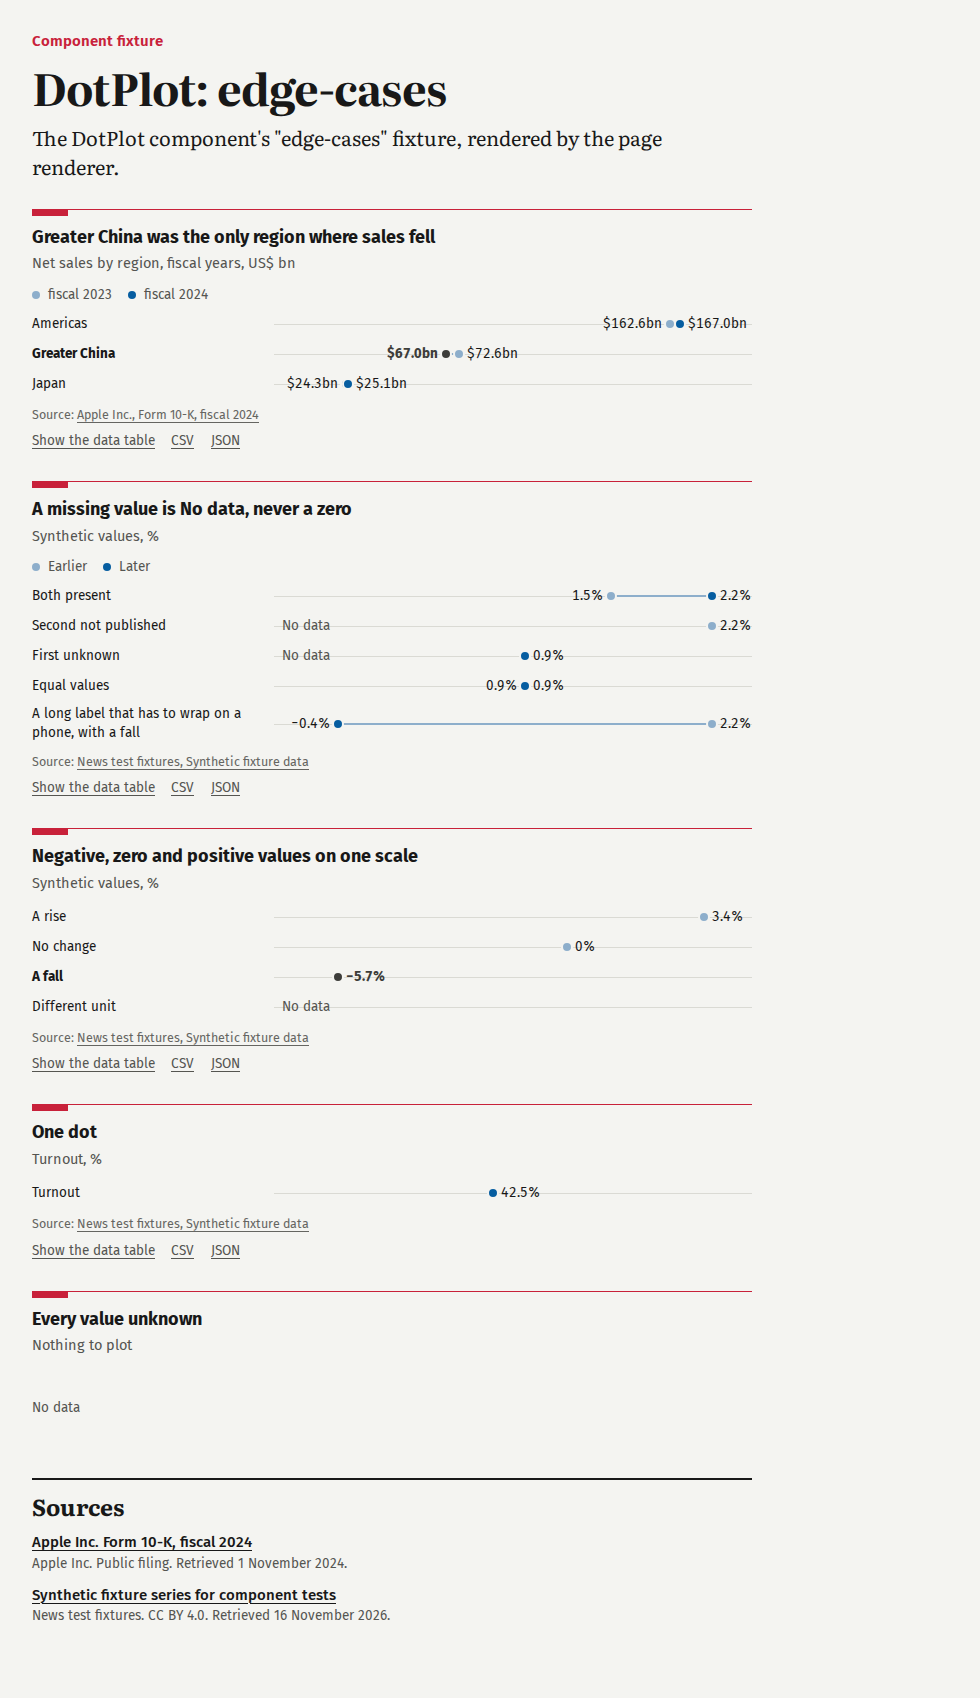 Component fixture
DotPlot: edge-cases
The DotPlot component's "edge-cases" fixture, rendered by the page
renderer.
Greater China was the only region where sales fell
Net sales by region, fiscal years, US$ bn
fiscal 2023 fiscal 2024
Americas $162.6bn $167.0bn
Greater China $67.0bn $72.6bn
Japan $24.3bn $25.1bn
Source: Apple Inc., Form 10-K, fiscal 2024
Show the data table CSV JSON
A missing value is No data, never a zero
Synthetic values, %
Earlier Later
Both present 1.5% 2.2%
Second not published No data 2.2%
First unknown No data 0.9%
Equal values 0.9% 0.9%
A long label that has to wrap on a
phone, with a fall −0.4% 2.2%
Source: News test fixtures, Synthetic fixture data
Show the data table CSV JSON
Negative, zero and positive values on one scale
Synthetic values, %
A rise 3.4%
No change 0%
A fall −5.7%
Different unit No data
Source: News test fixtures, Synthetic fixture data
Show the data table CSV JSON
One dot
Turnout, %
Turnout 42.5%
Source: News test fixtures, Synthetic fixture data
Show the data table CSV JSON
Every value unknown
Nothing to plot
No data
Sources
Apple Inc. Form 10-K, fiscal 2024
Apple Inc. Public filing. Retrieved 1 November 2024.
Synthetic fixture series for component tests
News test fixtures. CC BY 4.0. Retrieved 16 November 2026.